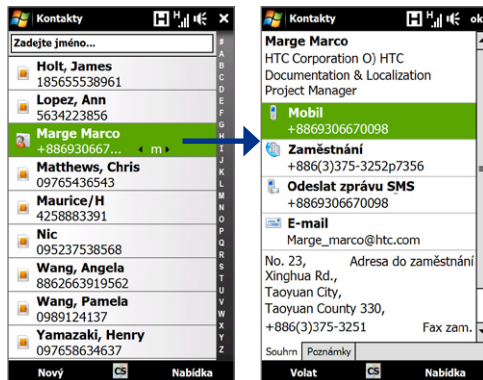 Kontakty
Zadejte jméno...
Holt, James
185655538961
Lopez, Ann
5634223856
Marge Marco
+886930667... m
Matthews, Chris
09765436543
Maurice/H
4258883391
Nic
095237538568
Wang, Angela
8862663919562
Wang, Pamela
0989124137
Yamazaki, Henry
097658634637
#
A
B
C
D
E
F
G
H
I
J
K
L
M
N
O
P
Q
R
S
T
U
V
W
X
Y
Z
Nový CS Nabídka
Kontakty ok
Marge Marco
HTC Corporation O) HTC
Documentation & Localization
Project Manager
Mobil
+8869306670098
Zaměstnání
+886(3)375-3252p7356
Odeslat zprávu SMS
+8869306670098
E-mail
Marge_marco@htc.com
No. 23, Adresa do zaměstnání
Xinghua Rd.,
Taoyuan City,
Taoyuan County 330,
+886(3)375-3251 Fax zam.
Souhrn Poznámky
Volat CS Nabídka